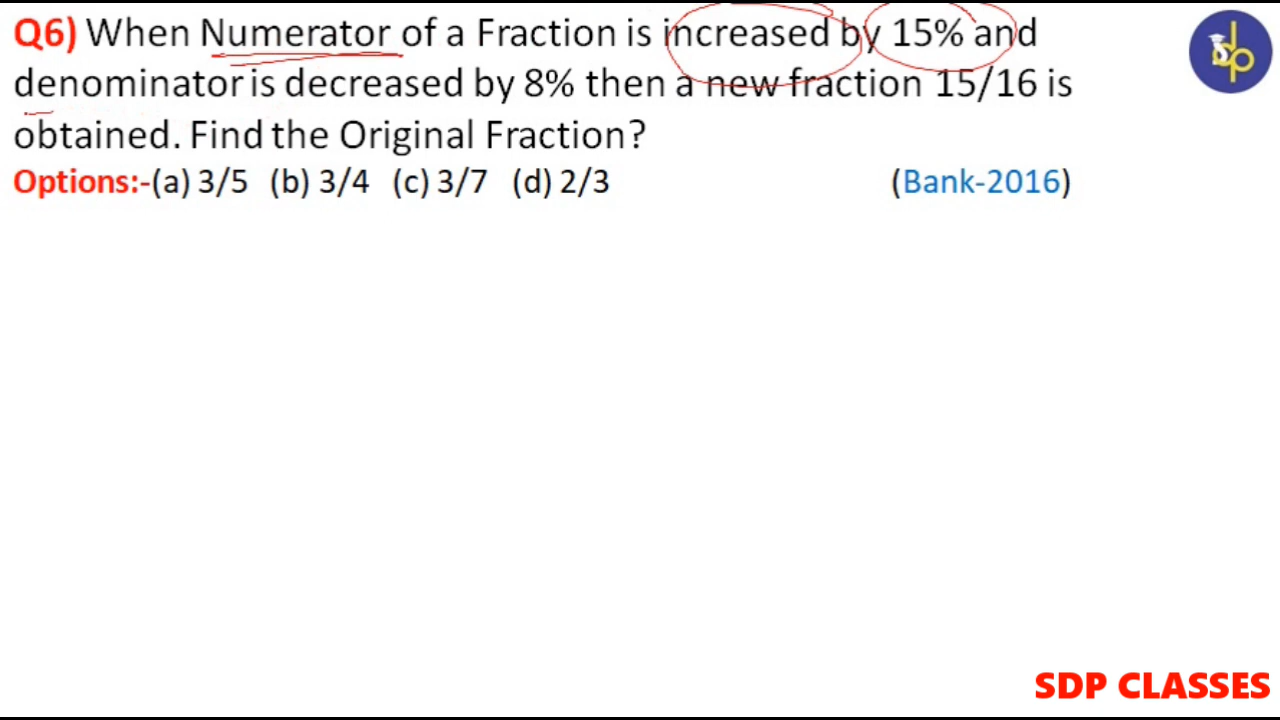 Q6) When Numerator of a Fraction is increased by 15% and
denominator is decreased by 8% then a new fraction 15/16 is
obtained. Find the Original Fraction?
Options:-(a) 3/5 (b) 3/4 (c) 3/7 (d) 2/3 (Bank-2016)
SDP CLASSES